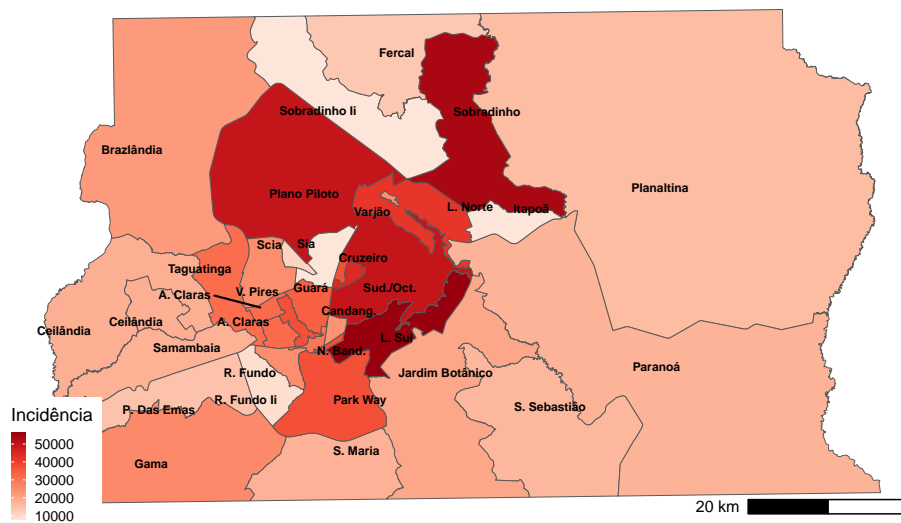 Fercal
Sobradinho Ii
Sobradinho
Brazlândia
Planaltina
Plano Piloto
Varjão
L. Norte
Itapoã
Scia
Sia
Cruzeiro
Taguatinga
Guará
Sud./Oct.
A. Claras
V. Pires
Candang.
Ceilândia
Ceilândia
A. Claras
L. Sul
Samambaia
N. Band.
Paranoá
R. Fundo
Jardim Botânico
R. Fundo Ii
Park Way
P. Das Emas
S. Sebastião
Incidência
50000
40000
30000
20000
10000
Gama
S. Maria
20 km